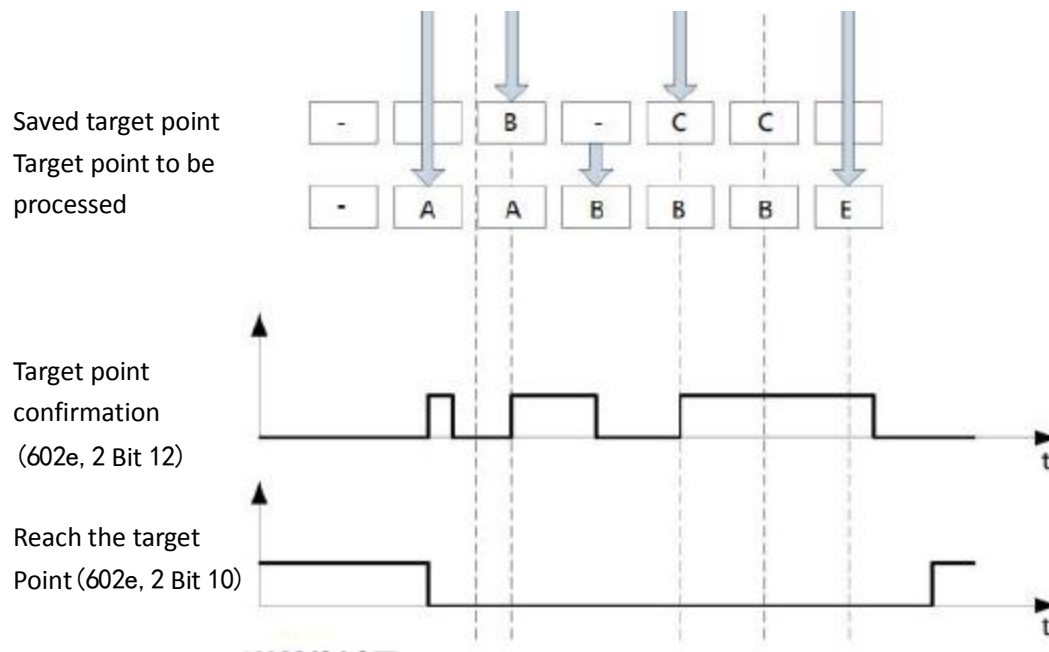 Saved target point
Target point to be
processed
- B - C C
- A A B B B E
Target point
confirmation
(602e, 2 Bit 12)
t
Reach the target
Point(602e, 2 Bit 10)
t